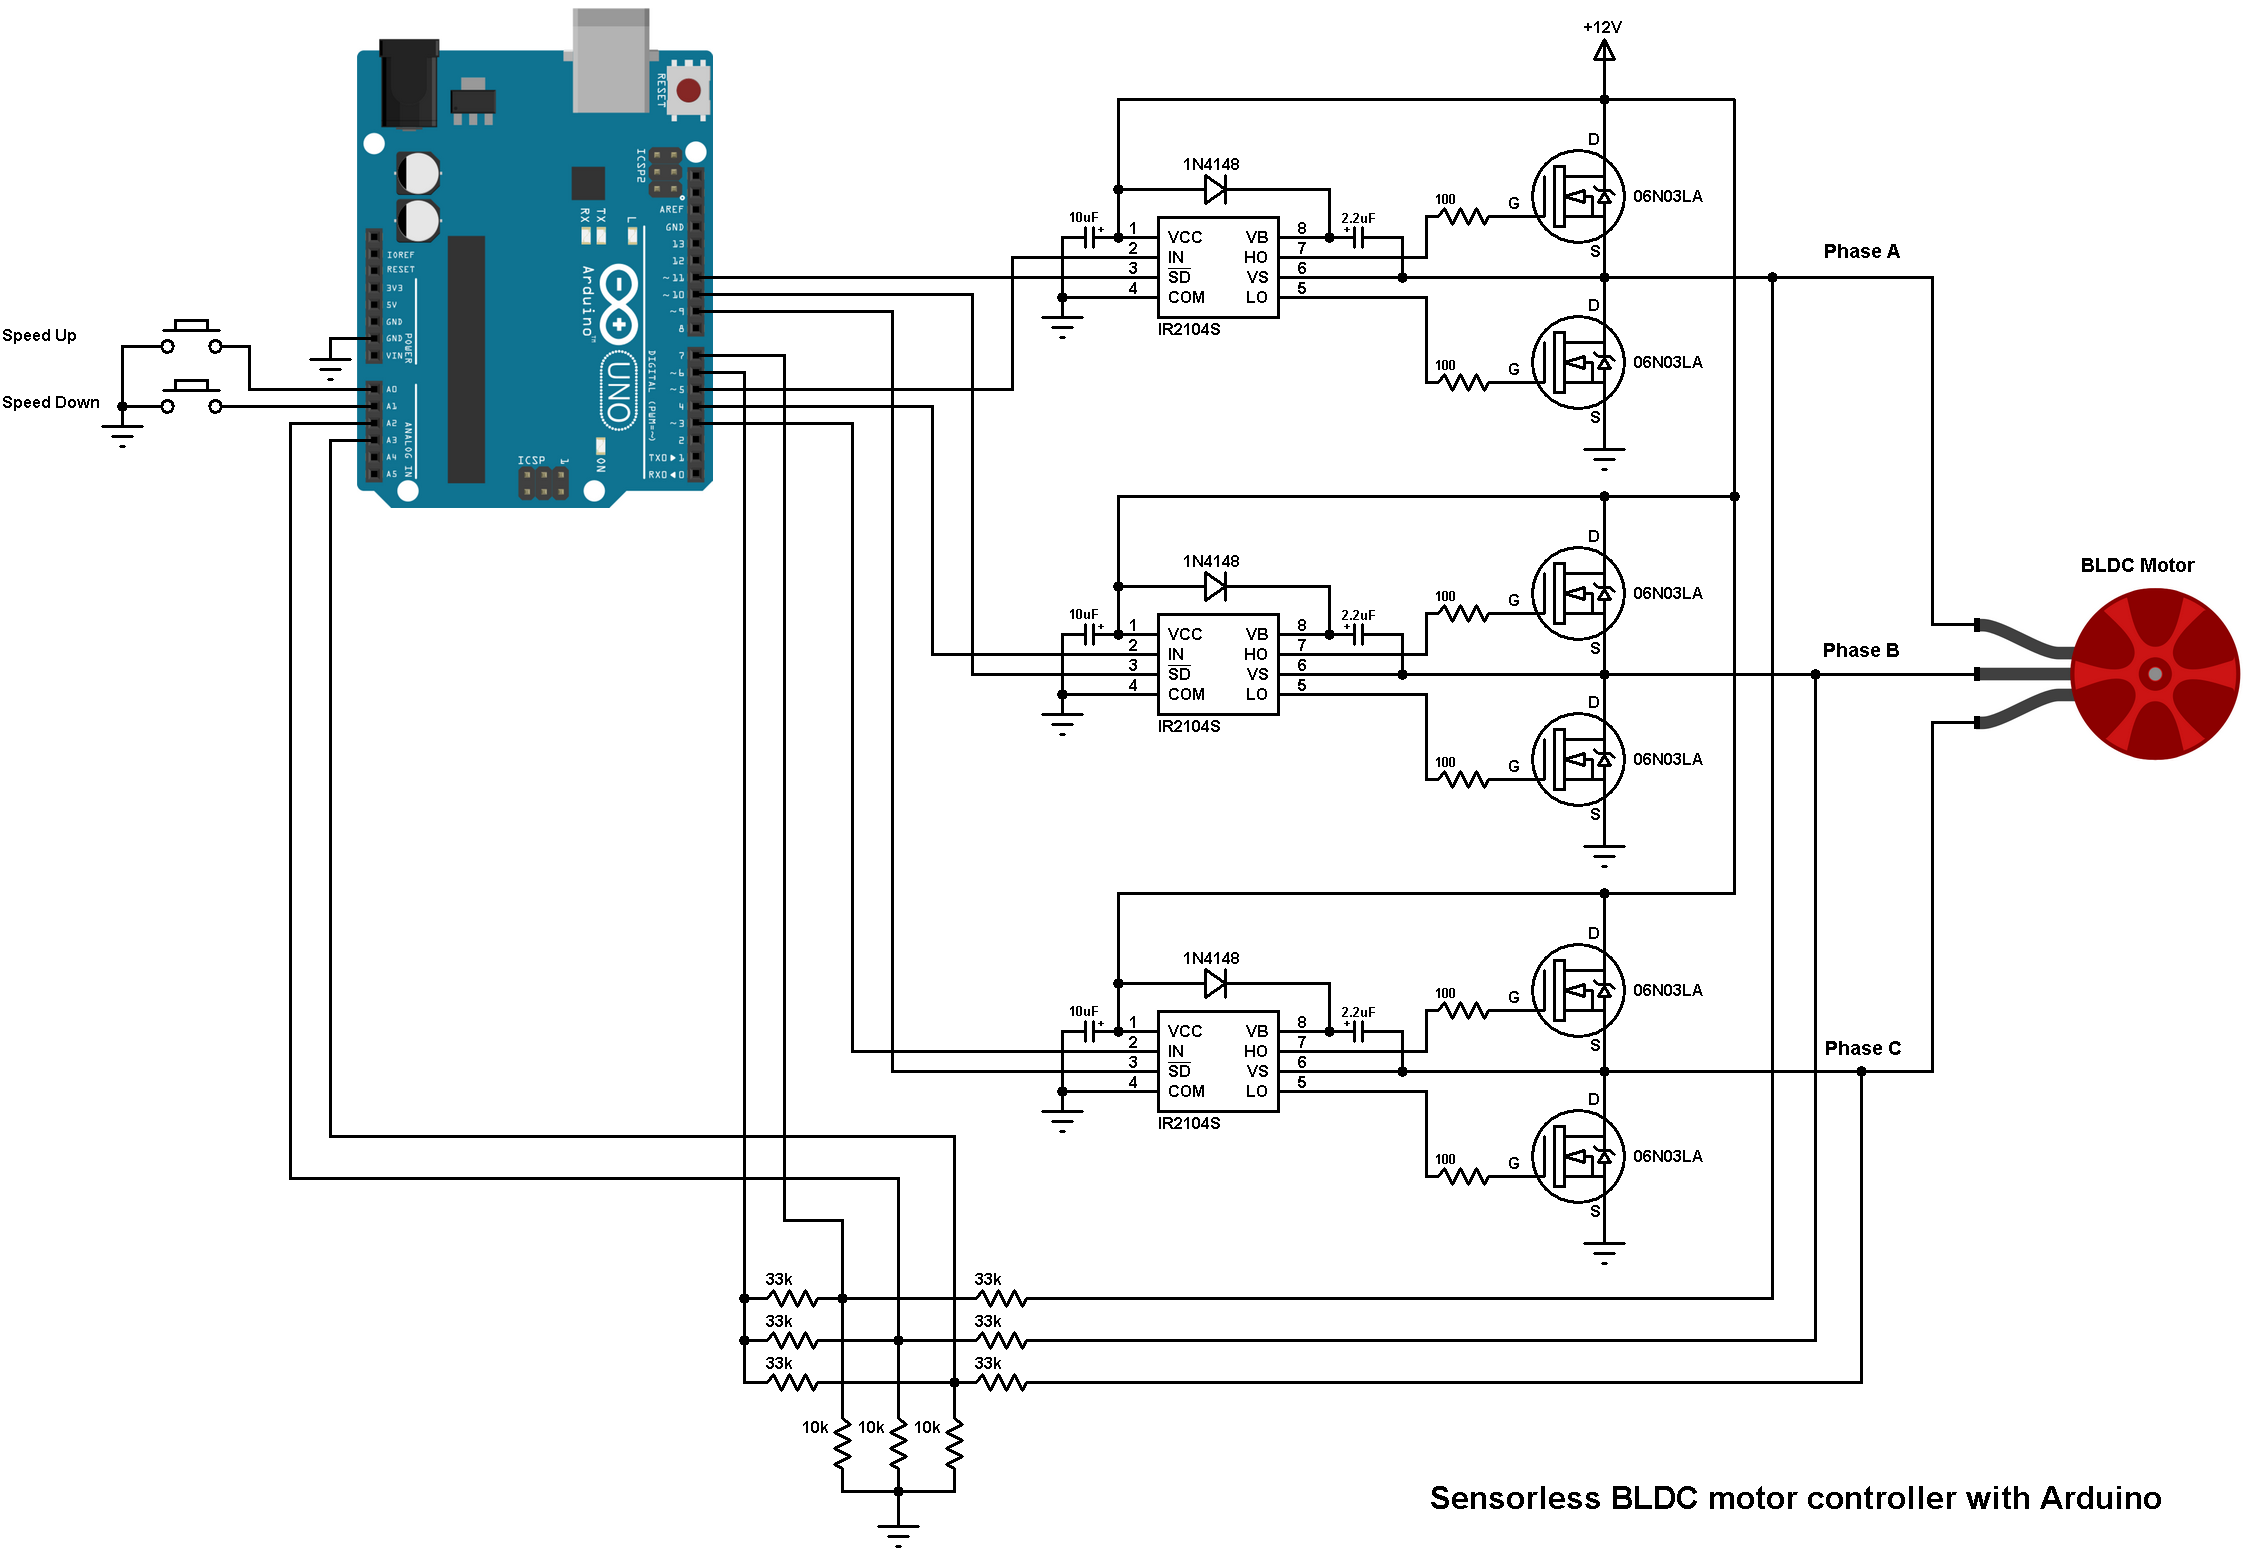 +12V
RESET
ICSP2
AREF
GND
13
12
~11
~10
~9
8
7
~6
~5
4
~3
2
TX0▶1
RX0◀0
DIGITAL (PWM=~)
L
TX
RX
Arduino™
UNO
ON
ICSP
1
IOREF
RESET
3V3
5V
GND
GND
VIN
POWER
A0
A1
A2
A3
A4
A5
ANALOG IN
Speed Up
Speed Down
1N4148
10uF
+
1 VCC
2 IN
3 SD
4 COM
VB 8
HO 7
VS 6
LO 5
IR2104S
2.2uF
+
100
G
D
06N03LA
S
100
G
D
06N03LA
S
Phase A
1N4148
10uF
+
1 VCC
2 IN
3 SD
4 COM
VB 8
HO 7
VS 6
LO 5
IR2104S
2.2uF
+
100
G
D
06N03LA
S
100
G
D
06N03LA
S
Phase B
BLDC Motor
1N4148
10uF
+
1 VCC
2 IN
3 SD
4 COM
VB 8
HO 7
VS 6
LO 5
IR2104S
2.2uF
+
100
G
D
06N03LA
S
100
G
D
06N03LA
S
Phase C
33k 33k
33k 33k
33k 33k
10k 10k 10k
Sensorless BLDC motor controller with Arduino